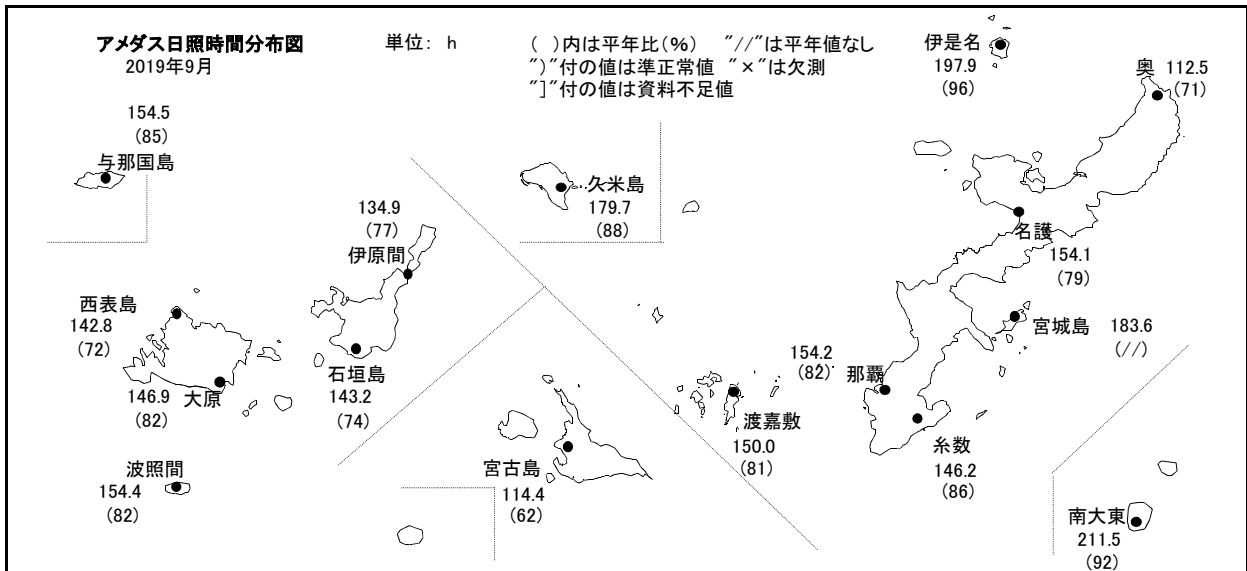 アメダス日照時間分布図
2019年9月
単位： h
( )内は平年比(%) "//"は平年値なし
")"付の値は準正常値 "×"は欠測
"]"付の値は資料不足値
伊是名
197.9
(96)
奥 112.5
(71)
154.5
(85)
与那国島
久米島
179.7
(88)
134.9
(77)
伊原間
名護
154.1
(79)
西表島
142.8
(72)
宮城島 183.6
(//)
石垣島
143.2
(74)
大原
146.9
(82)
154.2
(82)
那覇
渡嘉敷
150.0
(81)
糸数
146.2
(86)
波照間
154.4
(82)
宮古島
114.4
(62)
南大東
211.5
(92)